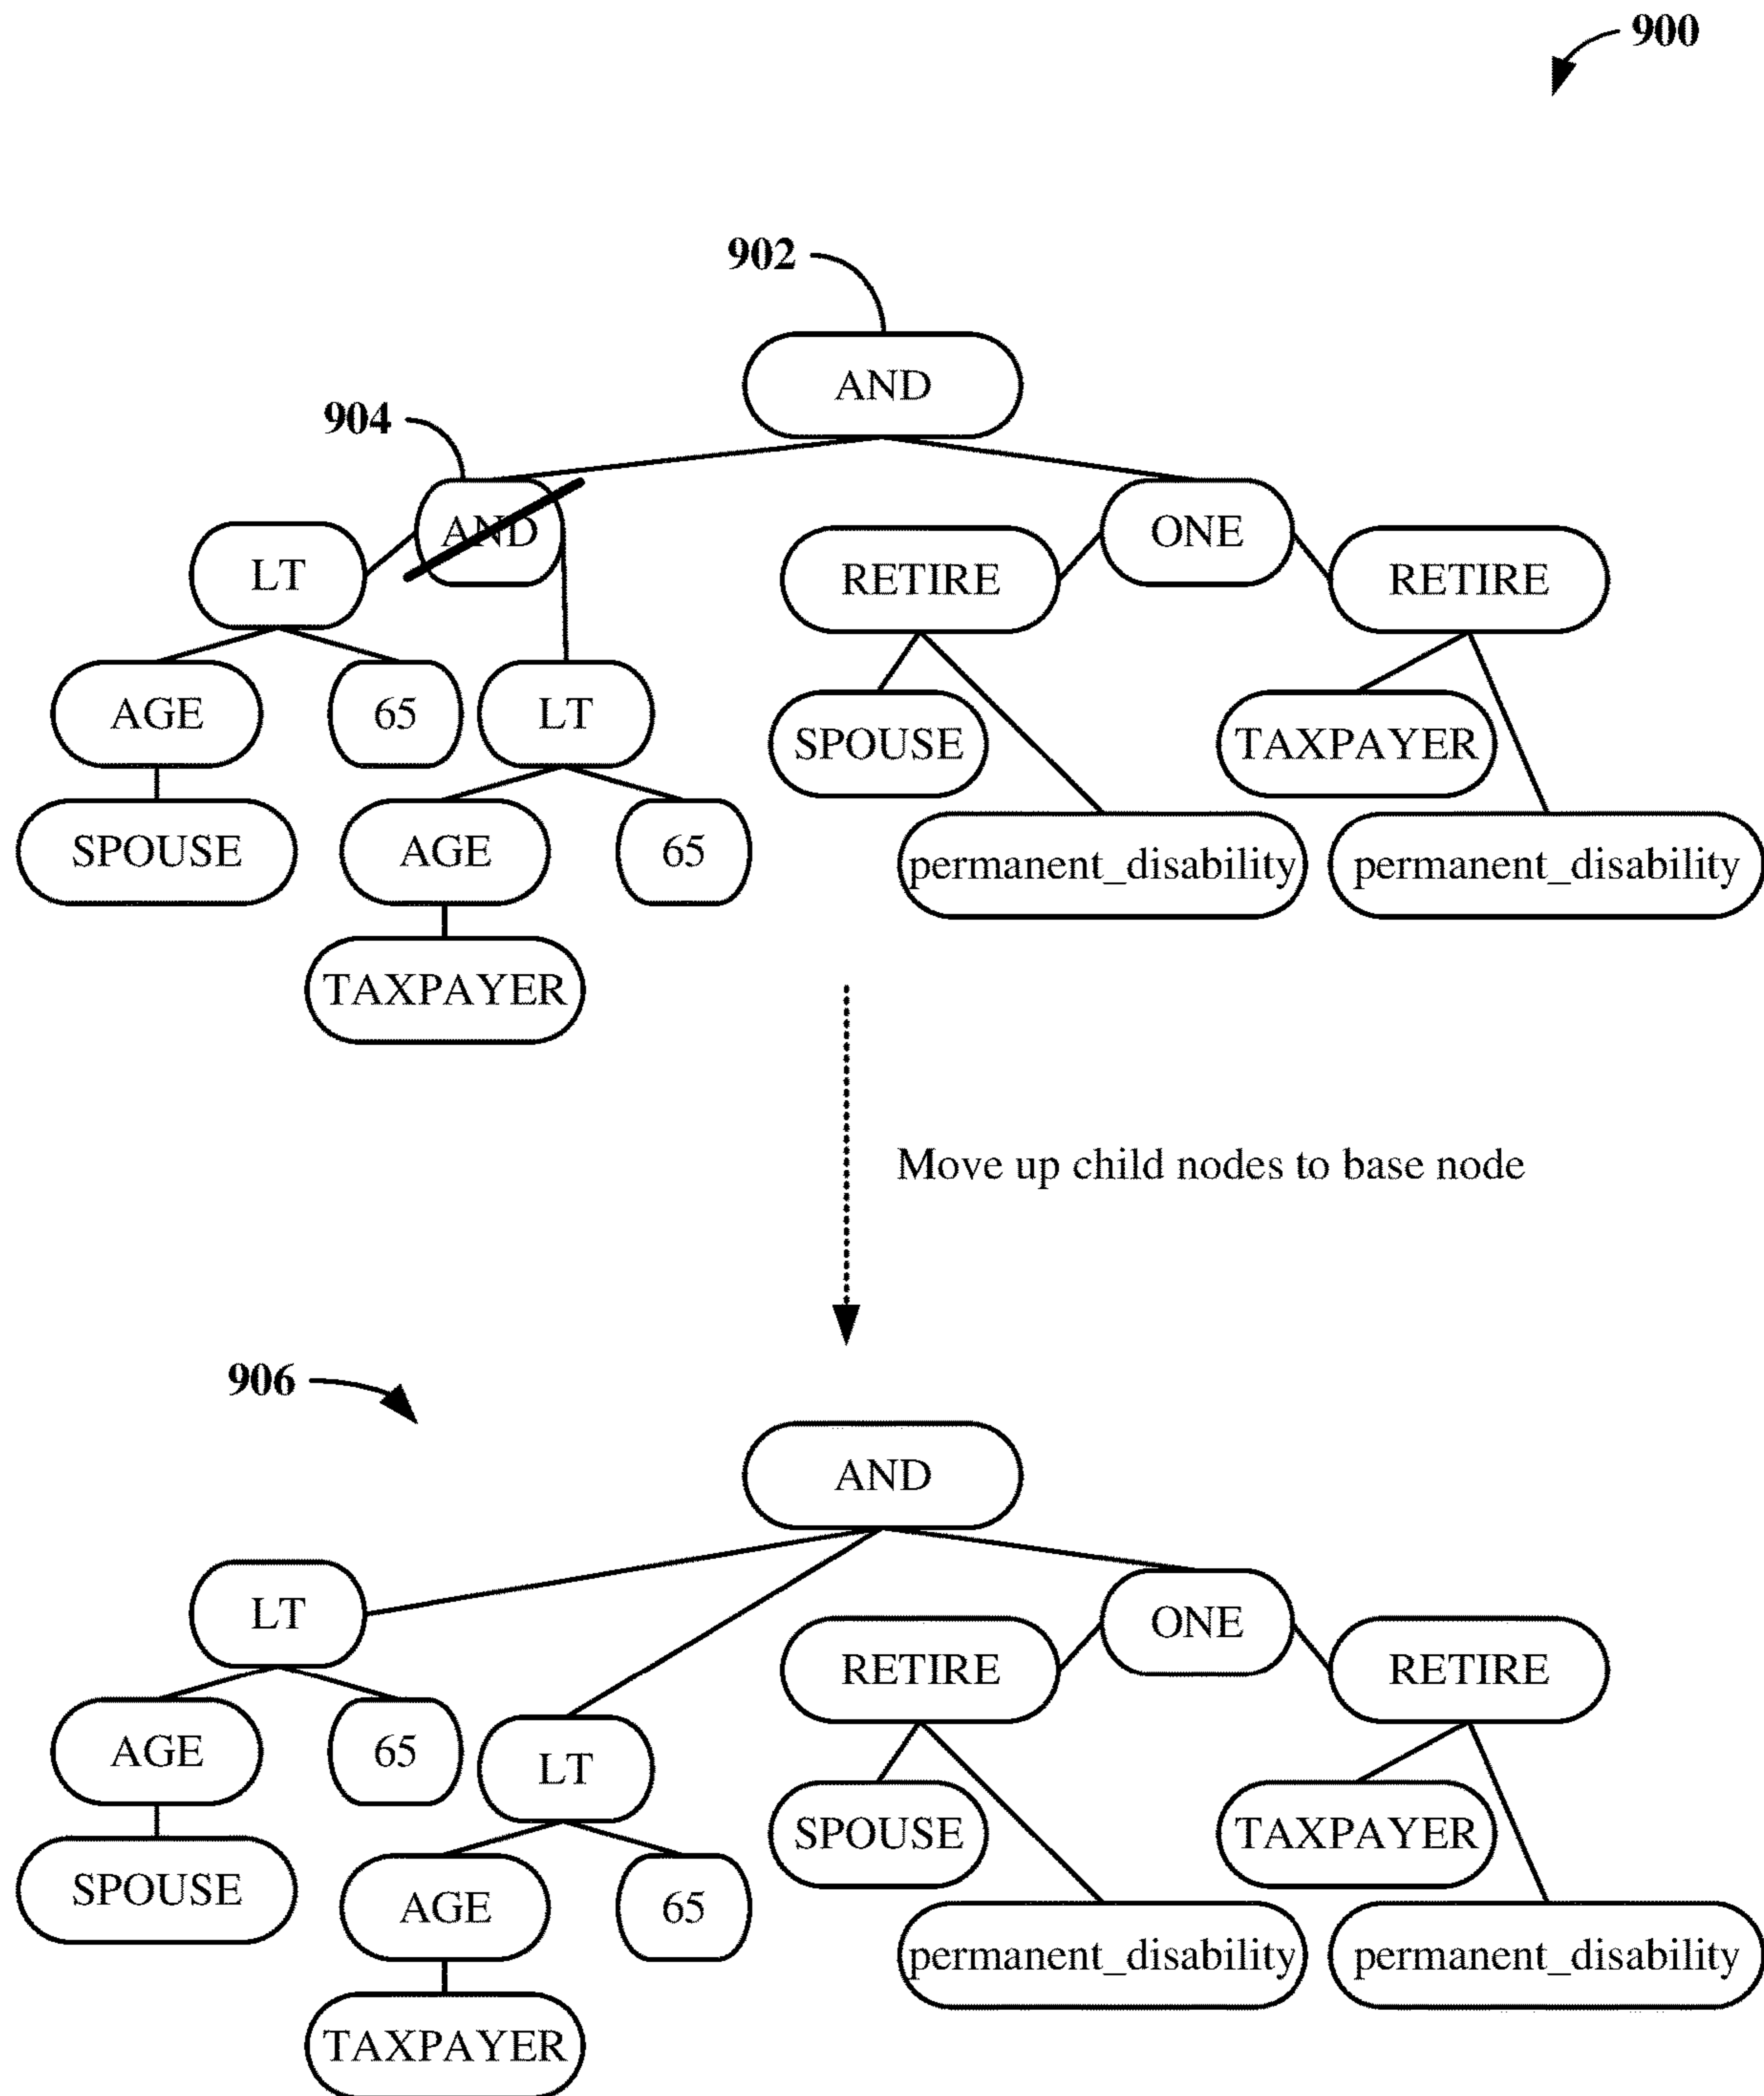 900
902
AND
904
AND
ONE
LT
RETIRE
RETIRE
AGE
65
LT
SPOUSE
TAXPAYER
SPOUSE
AGE
65
permanent_disability
permanent_disability
TAXPAYER
Move up child nodes to base node
906
AND
LT
ONE
RETIRE
RETIRE
AGE
65
LT
SPOUSE
TAXPAYER
SPOUSE
AGE
65
permanent_disability
permanent_disability
TAXPAYER